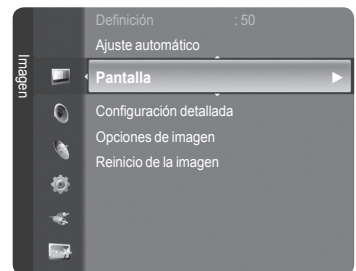 Imagen
Definición : 50
Ajuste automático
Pantalla
Configuración detallada
Opciones de imagen
Reinicio de la imagen